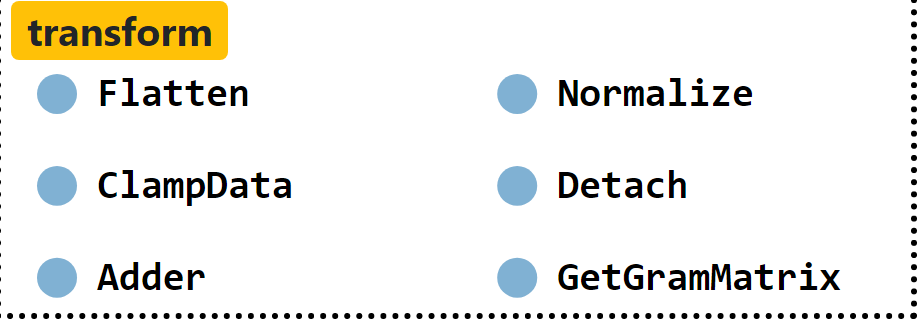 transform
Flatten
Normalize
ClampData
Detach
Adder
GetGramMatrix